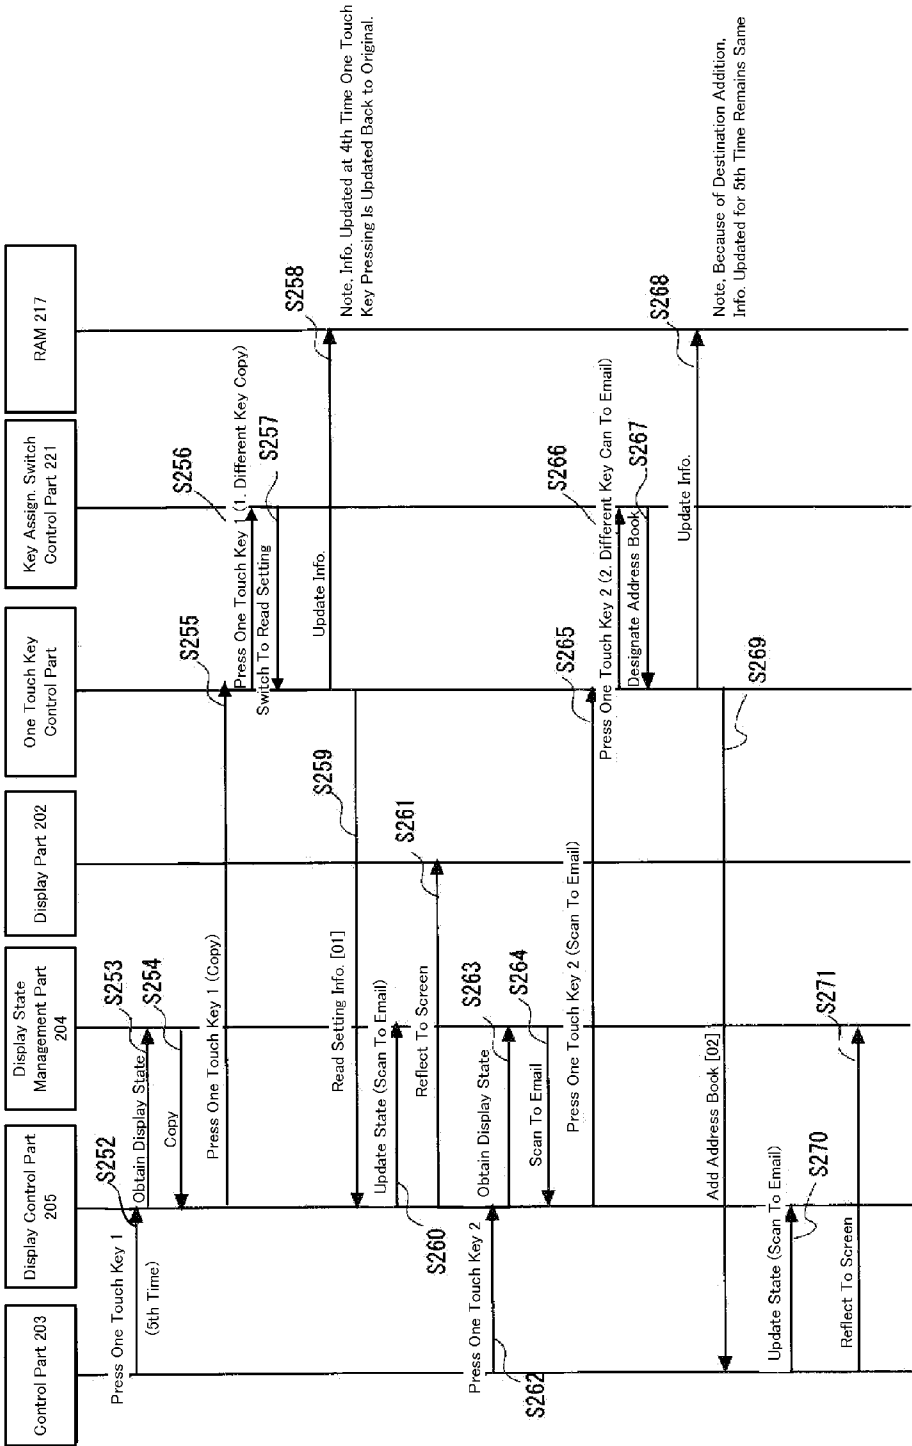 Control Part 203
Display Control Part
205
Display State
Management Part
204
Display Part 202
One Touch Key
Control Part
Key Assign. Switch
Control Part 221
RAM 217
Press One Touch Key 1
(5th Time)
S252
Obtain Display State
S253
Copy
S254
Press One Touch Key 1 (Copy)
S255
Press One Touch Key 1 (1. Different Key Copy)
S256
Switch To Read Setting
S257
Update Info.
S258
Note, Info. Updated at 4th Time One Touch
Key Pressing Is Updated Back to Original.
Read Setting Info. [01]
S259
Update State (Scan To Email)
S260
Reflect To Screen
S261
Press One Touch Key 2
S262
Obtain Display State
S263
Scan To Email
S264
Press One Touch Key 2 (Scan To Email)
S265
Press One Touch Key 2 (2. Different Key Can To Email)
S266
Designate Address Book
S267
Update Info.
S268
Note, Because of Destination Addition,
Info. Updated for 5th Time Remains Same
Add Address Book [02]
S269
Update State (Scan To Email)
S270
Reflect To Screen
S271